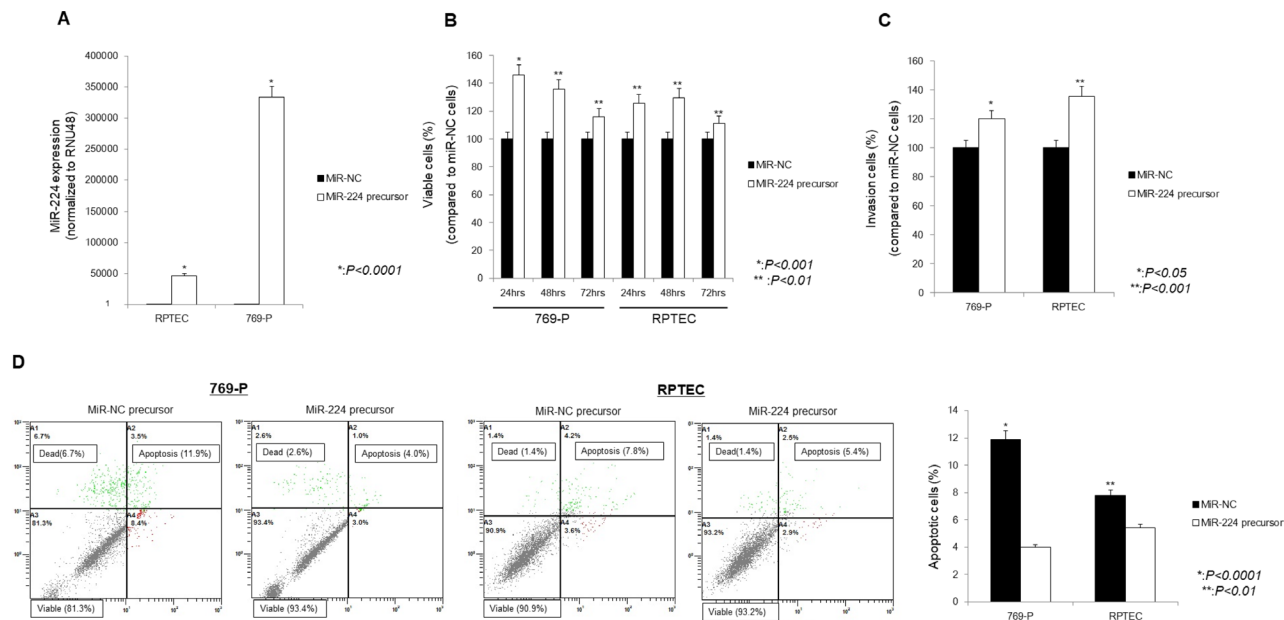 A
MiR-224 expression
(normalized to RNU48)
400000
350000
300000
250000
200000
150000
100000
50000
1
*
*
RPTEC
769-P
MiR-NC
MiR-224 precursor
*:P<0.0001
B
Viable cells (%)
(compared to miR-NC cells)
160
140
120
100
80
60
40
20
0
*
**
**
**
**
**
24hrs
48hrs
72hrs
24hrs
48hrs
72hrs
769-P
RPTEC
MiR-NC
MiR-224 precursor
*:P<0.001
** :P<0.01
C
Invasion cells (%)
(compared to miR-NC cells)
160
140
120
100
80
60
40
20
0
*
**
769-P
RPTEC
MiR-NC
MiR-224 precursor
*:P<0.05
**:P<0.001
D
769-P
MiR-NC precursor
A1
6.7%
A2
3.5%
Dead(6.7%)
Apoptosis (11.9%)
A3
81.3%
A4
8.4%
Viable (81.3%)
MiR-224 precursor
A1
2.6%
A2
1.0%
Dead (2.6%)
Apoptosis (4.0%)
A3
93.4%
A4
3.0%
Viable (93.4%)
RPTEC
MiR-NC precursor
A1
1.4%
A2
4.2%
Dead (1.4%)
Apoptosis (7.8%)
A3
90.9%
A4
3.6%
Viable (90.9%)
MiR-224 precursor
A1
1.4%
A2
2.5%
Dead(1.4%)
Apoptosis (5.4%)
A3
93.2%
A4
2.9%
Viable (93.2%)
Apoptotic cells (%)
14
12
10
8
6
4
2
0
*
**
769-P
RPTEC
MiR-NC
MiR-224 precursor
*:P<0.0001
**:P<0.01